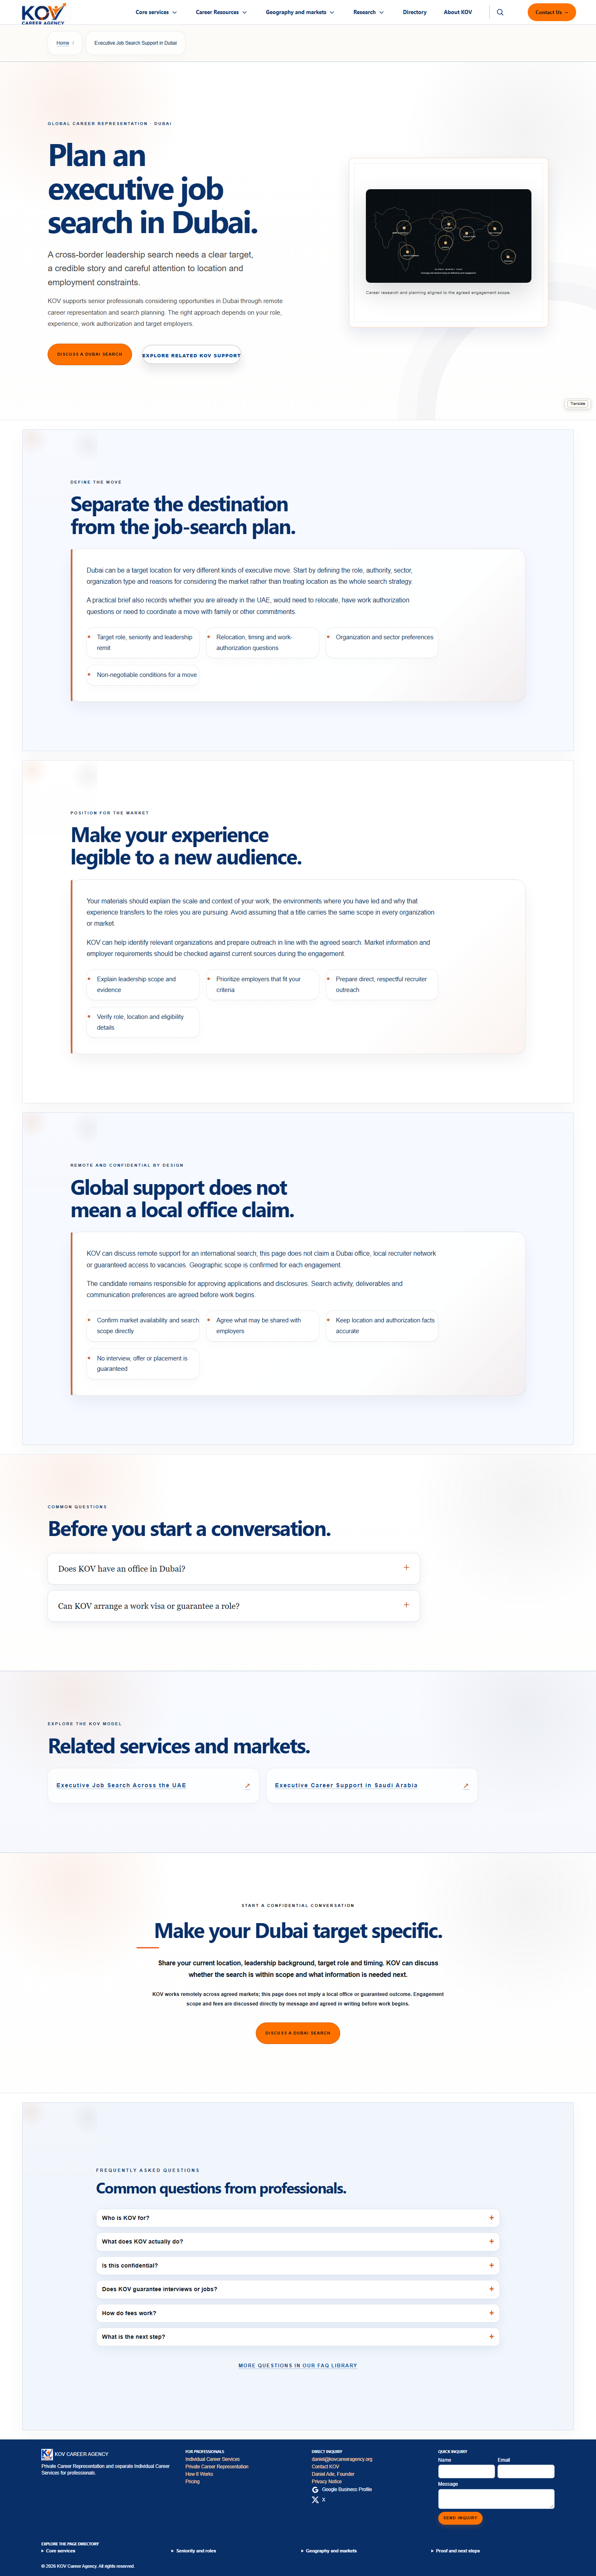 KOV
CAREER AGENCY
Core services
Career Resources
Geography and markets
Research
Directory
About KOV
Contact Us →
Home /
Executive Job Search Support in Dubai
GLOBAL CAREER REPRESENTATION · DUBAI
Plan an
executive job
search in Dubai.
A cross-border leadership search needs a clear target,
a credible story and careful attention to location and
employment constraints.
KOV supports senior professionals considering opportunities in Dubai through remote
career representation and search planning. The right approach depends on your role,
experience, work authorization and target employers.
DISCUSS A DUBAI SEARCH
EXPLORE RELATED KOV SUPPORT
Career research and planning aligned to the agreed engagement scope.
Translate
DEFINE THE MOVE
Separate the destination
from the job-search plan.
Dubai can be a target location for very different kinds of executive move. Start by defining the role, authority, sector,
organization type and reasons for considering the market rather than treating location as the whole search strategy.
A practical brief also records whether you are already in the UAE, would need to relocate, have work authorization
questions or need to coordinate a move with family or other commitments.
Target role, seniority and leadership
remit
Relocation, timing and work-
authorization questions
Organization and sector preferences
Non-negotiable conditions for a move
POSITION FOR THE MARKET
Make your experience
legible to a new audience.
Your materials should explain the scale and context of your work, the environments where you have led and why that
experience transfers to the roles you are pursuing. Avoid assuming that a title carries the same scope in every organization
or market.
KOV can help identify relevant organizations and prepare outreach in line with the agreed search. Market information and
employer requirements should be checked against current sources during the engagement.
Explain leadership scope and
evidence
Prioritize employers that fit your
criteria
Prepare direct, respectful recruiter
outreach
Verify role, location and eligibility
details
REMOTE AND CONFIDENTIAL BY DESIGN
Global support does not
mean a local office claim.
KOV can discuss remote support for an international search; this page does not claim a Dubai office, local recruiter network
or guaranteed access to vacancies. Geographic scope is confirmed for each engagement.
The candidate remains responsible for approving applications and disclosures. Search activity, deliverables and
communication preferences are agreed before work begins.
Confirm market availability and search
scope directly
Agree what may be shared with
employers
Keep location and authorization facts
accurate
No interview, offer or placement is
guaranteed
COMMON QUESTIONS
Before you start a conversation.
Does KOV have an office in Dubai?
Can KOV arrange a work visa or guarantee a role?
EXPLORE THE KOV MODEL
Related services and markets.
Executive Job Search Across the UAE ↗
Executive Career Support in Saudi Arabia ↗
START A CONFIDENTIAL CONVERSATION
Make your Dubai target specific.
Share your current location, leadership background, target role and timing. KOV can discuss
whether the search is within scope and what information is needed next.
KOV works remotely across agreed markets; this page does not imply a local office or guaranteed outcome. Engagement
scope and fees are discussed directly by message and agreed in writing before work begins.
DISCUSS A DUBAI SEARCH
FREQUENTLY ASKED QUESTIONS
Common questions from professionals.
Who is KOV for?
What does KOV actually do?
Is this confidential?
Does KOV guarantee interviews or jobs?
How do fees work?
What is the next step?
MORE QUESTIONS IN OUR FAQ LIBRARY
KOV CAREER AGENCY
Private Career Representation and separate Individual Career
Services for professionals.
FOR PROFESSIONALS
Individual Career Services
Private Career Representation
How It Works
Pricing
DIRECT INQUIRY
daniel@kovcareeragency.org
Contact KOV
Daniel Ade, Founder
Privacy Notice
Google Business Profile
X
QUICK INQUIRY
Name
Email
Message
SEND INQUIRY
EXPLORE THE PAGE DIRECTORY
Core services
Seniority and roles
Geography and markets
Proof and next steps
© 2026 KOV Career Agency. All rights reserved.